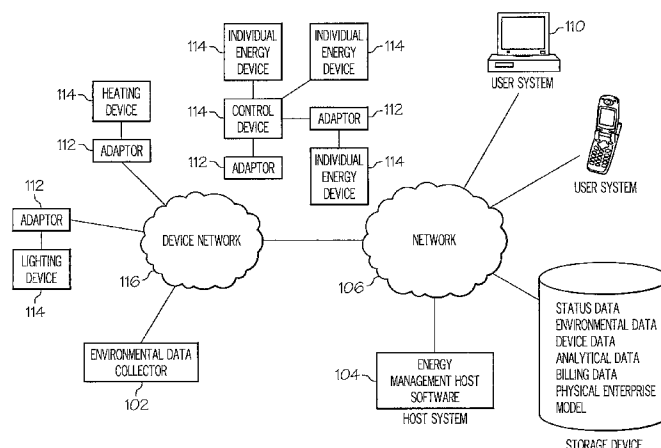 114
INDIVIDUAL
ENERGY
DEVICE
INDIVIDUAL
ENERGY
DEVICE
114
110
USER SYSTEM
114
HEATING
DEVICE
114
CONTROL
DEVICE
ADAPTOR
112
112
ADAPTOR
112
ADAPTOR
INDIVIDUAL
ENERGY
DEVICE
114
USER SYSTEM
112
ADAPTOR
LIGHTING
DEVICE
114
DEVICE NETWORK
116
NETWORK
106
ENVIRONMENTAL DATA
COLLECTOR
102
104
ENERGY
MANAGEMENT HOST
SOFTWARE
HOST SYSTEM
STATUS DATA
ENVIRONMENTAL DATA
DEVICE DATA
ANALYTICAL DATA
BILLING DATA
PHYSICAL ENTERPRISE
MODEL
STORAGE DEVICE